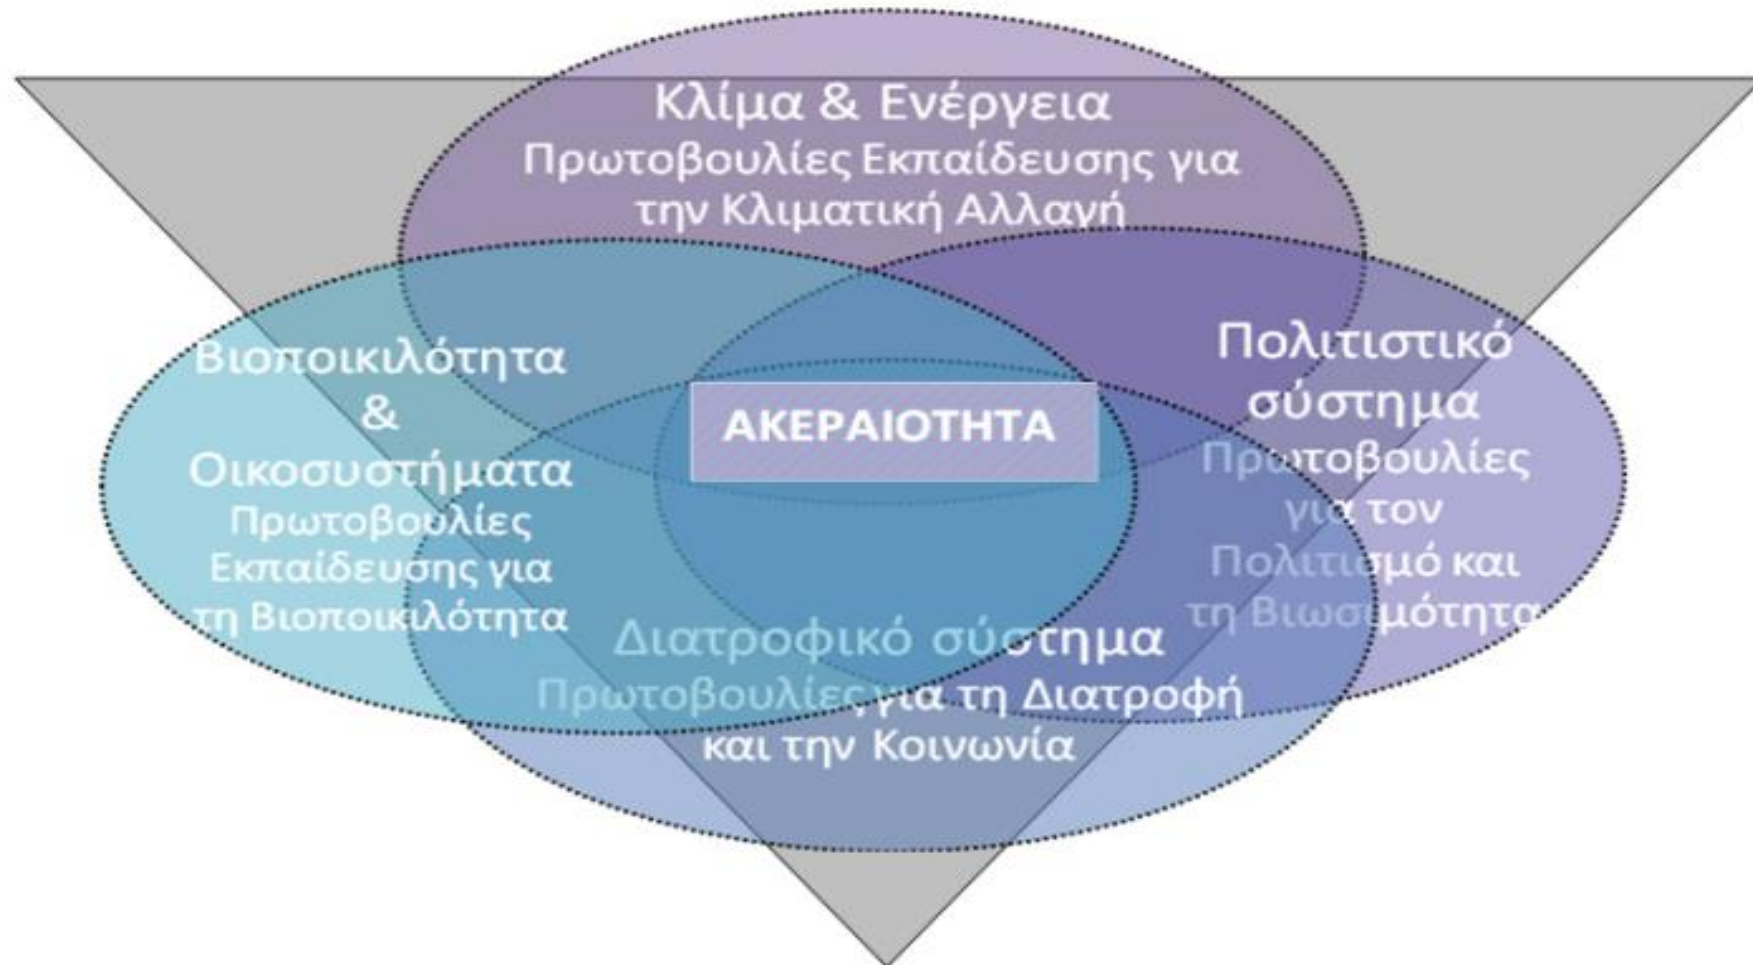 Κλίμα & Ενέργεια
Πρωτοβουλίες Εκπαίδευσης για
την Κλιματική Αλλαγή
Βιοποικιλότητα
&
Οικοσυστήματα
Πρωτοβουλίες
Εκπαίδευσης για
τη Βιοποικιλότητα
ΑΚΕΡΑΙΟΤΗΤΑ
Πολιτιστικό
σύστημα
Πρωτοβουλίες
για τον
Πολιτισμό και
τη Βιωσιμότητα
Διατροφικό σύστημα
Πρωτοβουλίες για τη Διατροφή
και την Κοινωνία